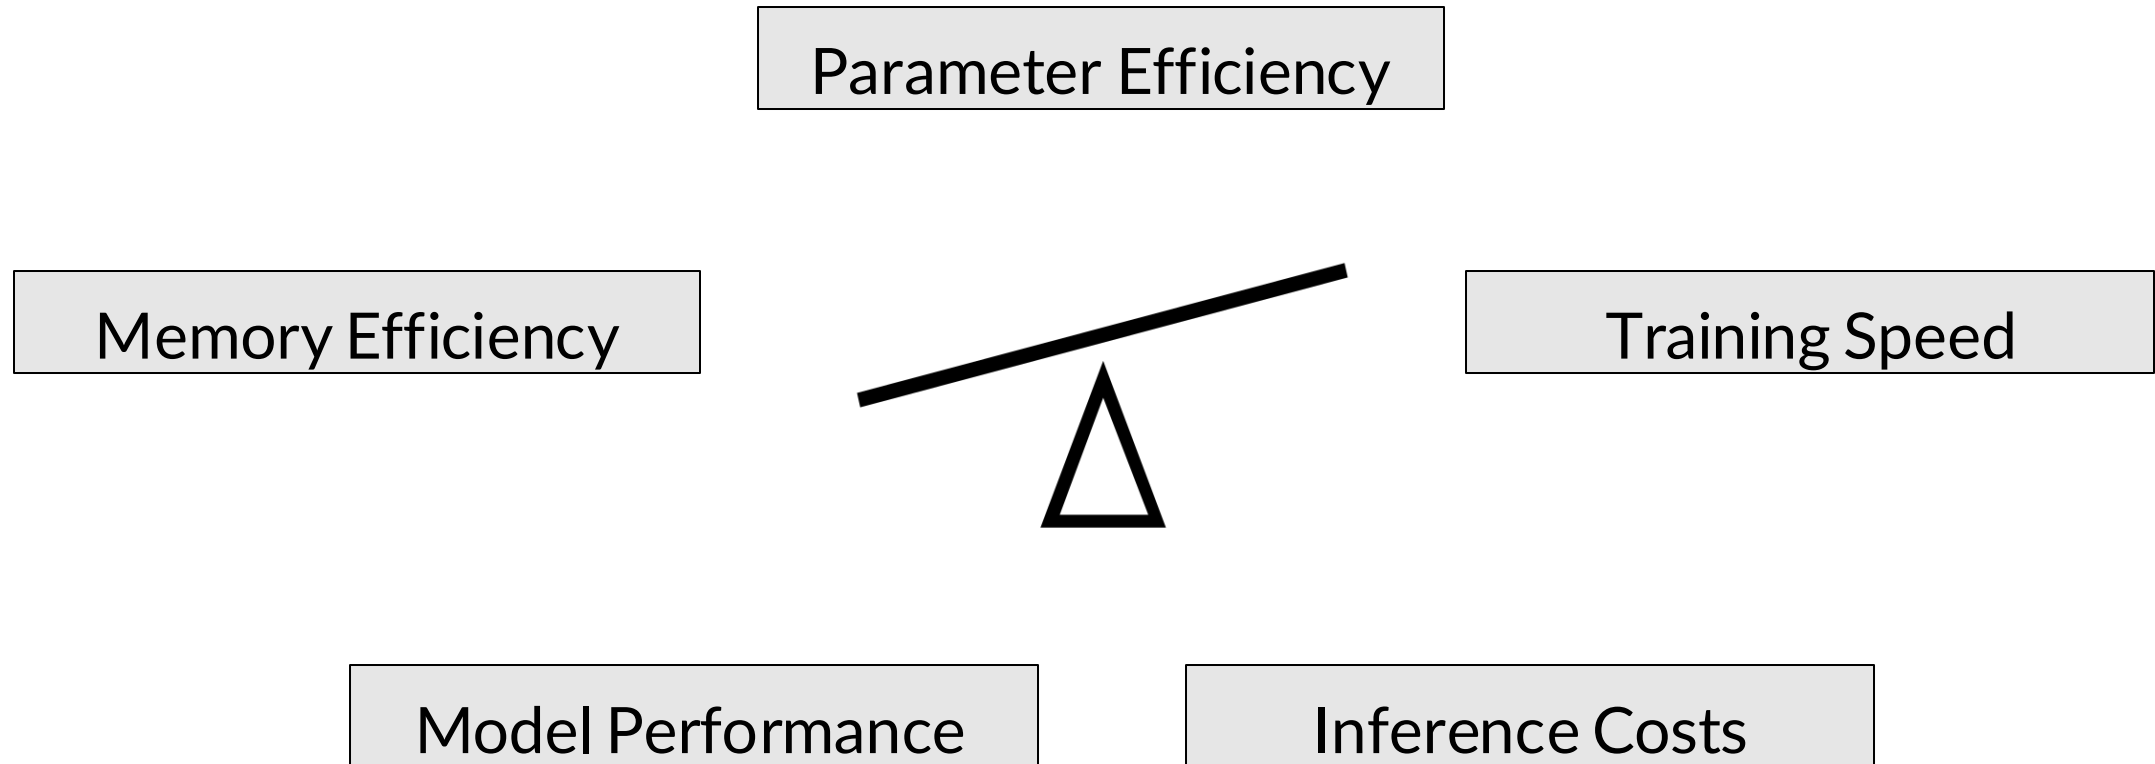 Parameter Efficiency
Memory Efficiency
Training Speed
Model Performance
Inference Costs